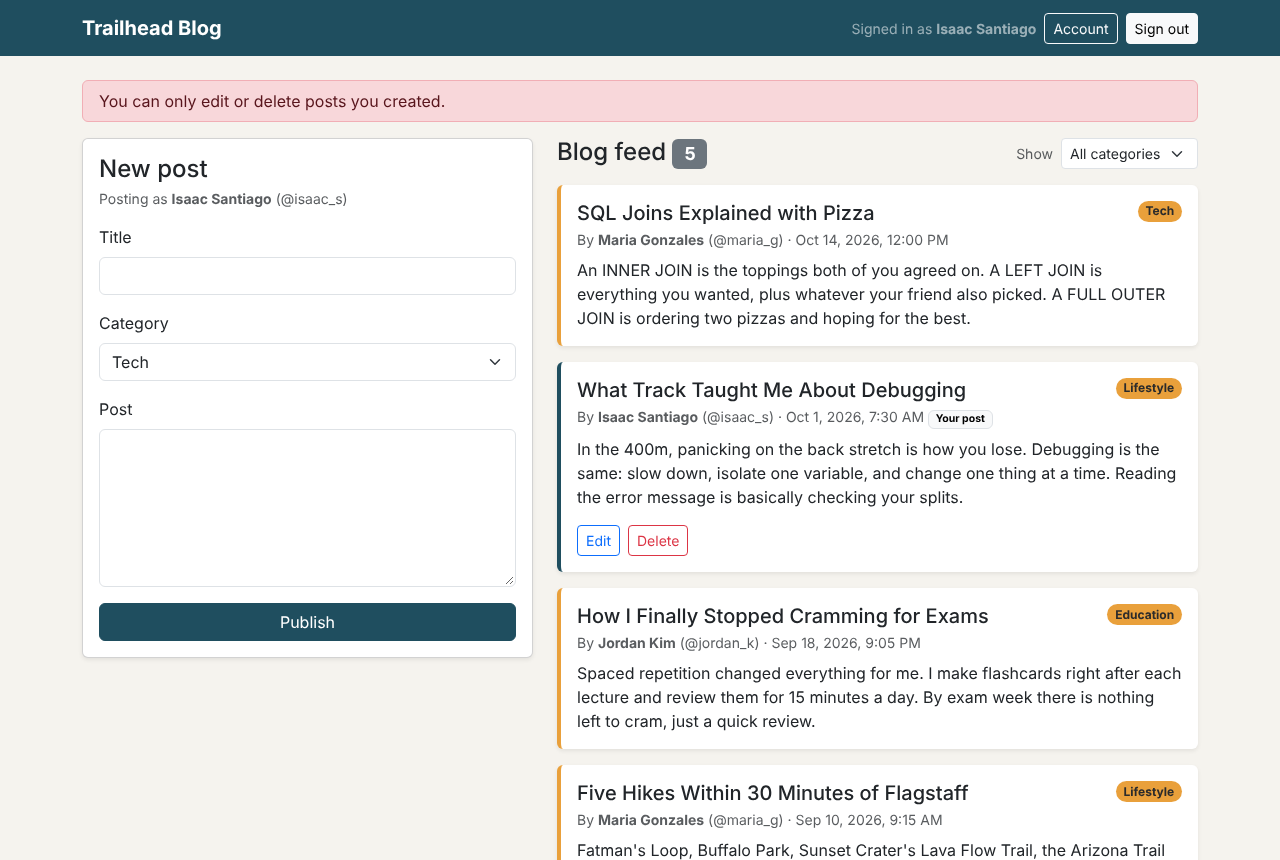 Trailhead Blog
Signed in as Isaac Santiago
Account
Sign out
You can only edit or delete posts you created.
New post
Posting as Isaac Santiago (@isaac_s)
Title
Category
Tech
Post
Publish
Blog feed 5
Show
All categories
SQL Joins Explained with Pizza
Tech
By Maria Gonzales (@maria_g) · Oct 14, 2026, 12:00 PM
An INNER JOIN is the toppings both of you agreed on. A LEFT JOIN is
everything you wanted, plus whatever your friend also picked. A FULL OUTER
JOIN is ordering two pizzas and hoping for the best.
What Track Taught Me About Debugging
Lifestyle
By Isaac Santiago (@isaac_s) · Oct 1, 2026, 7:30 AM Your post
In the 400m, panicking on the back stretch is how you lose. Debugging is the
same: slow down, isolate one variable, and change one thing at a time. Reading
the error message is basically checking your splits.
Edit
Delete
How I Finally Stopped Cramming for Exams
Education
By Jordan Kim (@jordan_k) · Sep 18, 2026, 9:05 PM
Spaced repetition changed everything for me. I make flashcards right after each
lecture and review them for 15 minutes a day. By exam week there is nothing
left to cram, just a quick review.
Five Hikes Within 30 Minutes of Flagstaff
Lifestyle
By Maria Gonzales (@maria_g) · Sep 10, 2026, 9:15 AM
Fatman's Loop, Buffalo Park, Sunset Crater's Lava Flow Trail, the Arizona Trail